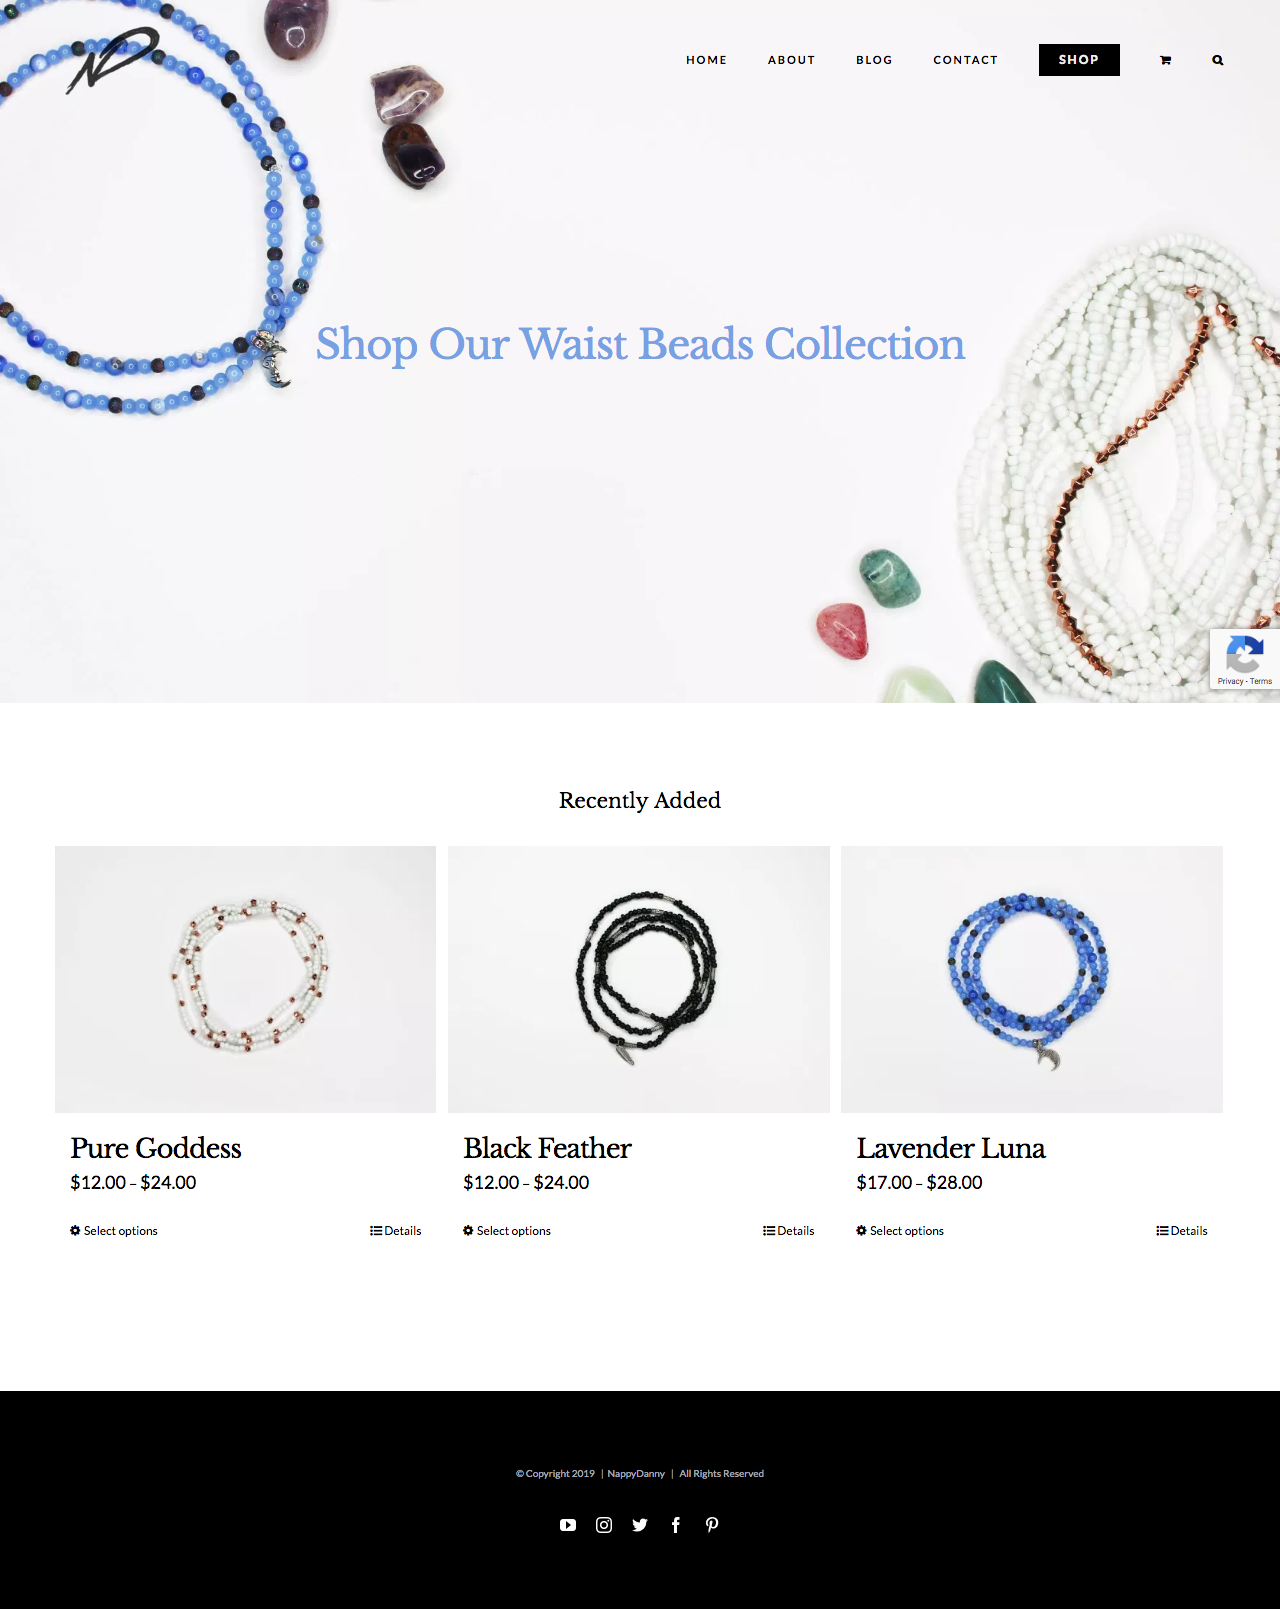 ND
HOME ABOUT BLOG CONTACT SHOP
Shop Our Waist Beads Collection
Privacy - Terms
Recently Added
Pure Goddess
$12.00 – $24.00
Select options Details
Black Feather
$12.00 – $24.00
Select options Details
Lavender Luna
$17.00 – $28.00
Select options Details
© Copyright 2019 | NappyDanny | All Rights Reserved